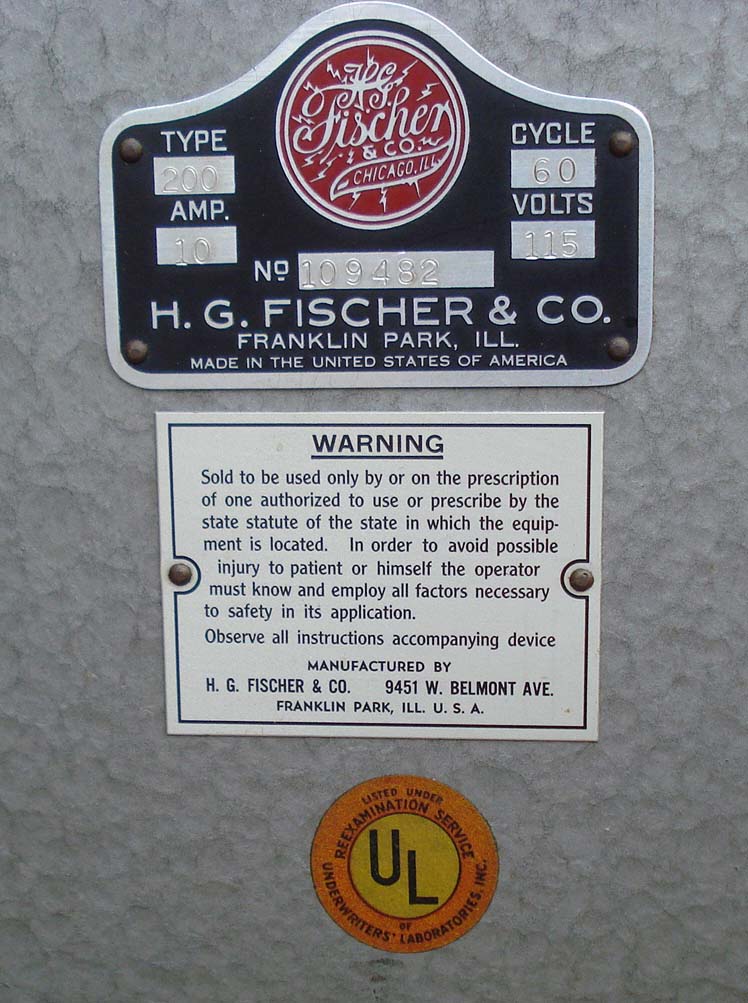 H.G.
Fischer
& CO.
CHICAGO, ILL.
TYPE
200
AMP.
10
CYCLE
60
VOLTS
115
No 109482
H. G. FISCHER & CO.
FRANKLIN PARK, ILL.
MADE IN THE UNITED STATES OF AMERICA
WARNING
Sold to be used only by or on the prescription
of one authorized to use or prescribe by the
state statute of the state in which the equip-
ment is located. In order to avoid possible
injury to patient or himself the operator
must know and employ all factors necessary
to safety in its application.
Observe all instructions accompanying device
MANUFACTURED BY
H. G. FISCHER & CO. 9451 W. BELMONT AVE.
FRANKLIN PARK, ILL. U. S. A.
LISTED UNDER
REEXAMINATION SERVICE
UL
OF
UNDERWRITERS' LABORATORIES, INC.